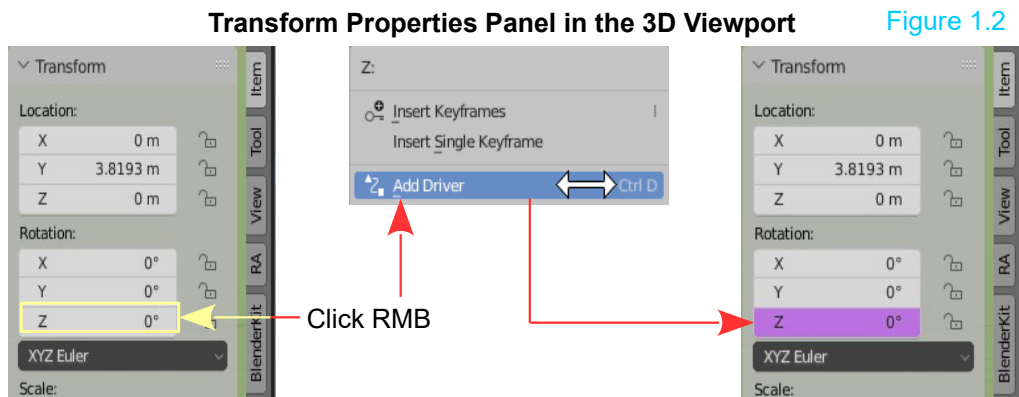 Transform Properties Panel in the 3D Viewport
Figure 1.2
Transform
Location:
X 0 m
Y 3.8193 m
Z 0 m
Rotation:
X 0°
Y 0°
Z 0°
XYZ Euler
Scale:
Item
Tool
View
RA
BlenderKit
Z:
Insert Keyframes I
Insert Single Keyframe
Add Driver Ctrl D
Click RMB
Transform
Location:
X 0 m
Y 3.8193 m
Z 0 m
Rotation:
X 0°
Y 0°
Z 0°
XYZ Euler
Scale:
Item
Tool
View
RA
BlenderKit